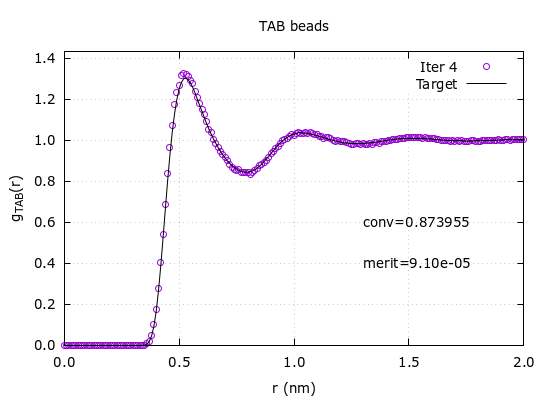 TAB beads
1.4
1.2
1.0
0.8
0.6
0.4
0.2
0.0
g_TAB(r)
Iter 4
Target
conv=0.873955
merit=9.10e-05
0.0 0.5 1.0 1.5 2.0
r (nm)